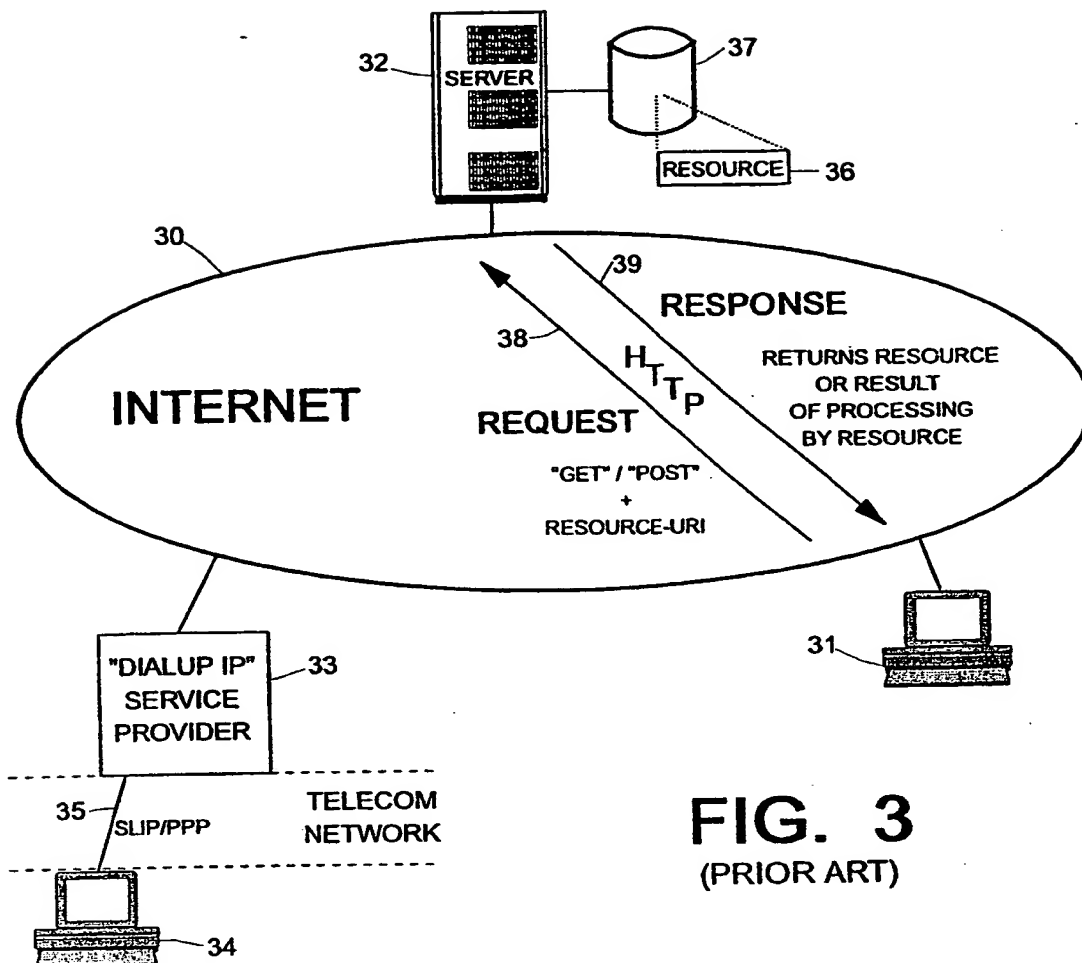 32
SERVER
37
RESOURCE
36
30
39
RESPONSE
38
HTTP
RETURNS RESOURCE
OR RESULT
OF PROCESSING
BY RESOURCE
INTERNET
REQUEST
"GET" / "POST"
+
RESOURCE-URI
31
"DIALUP IP"
SERVICE
PROVIDER
33
35
SLIP/PPP
TELECOM
NETWORK
34
FIG. 3
(PRIOR ART)